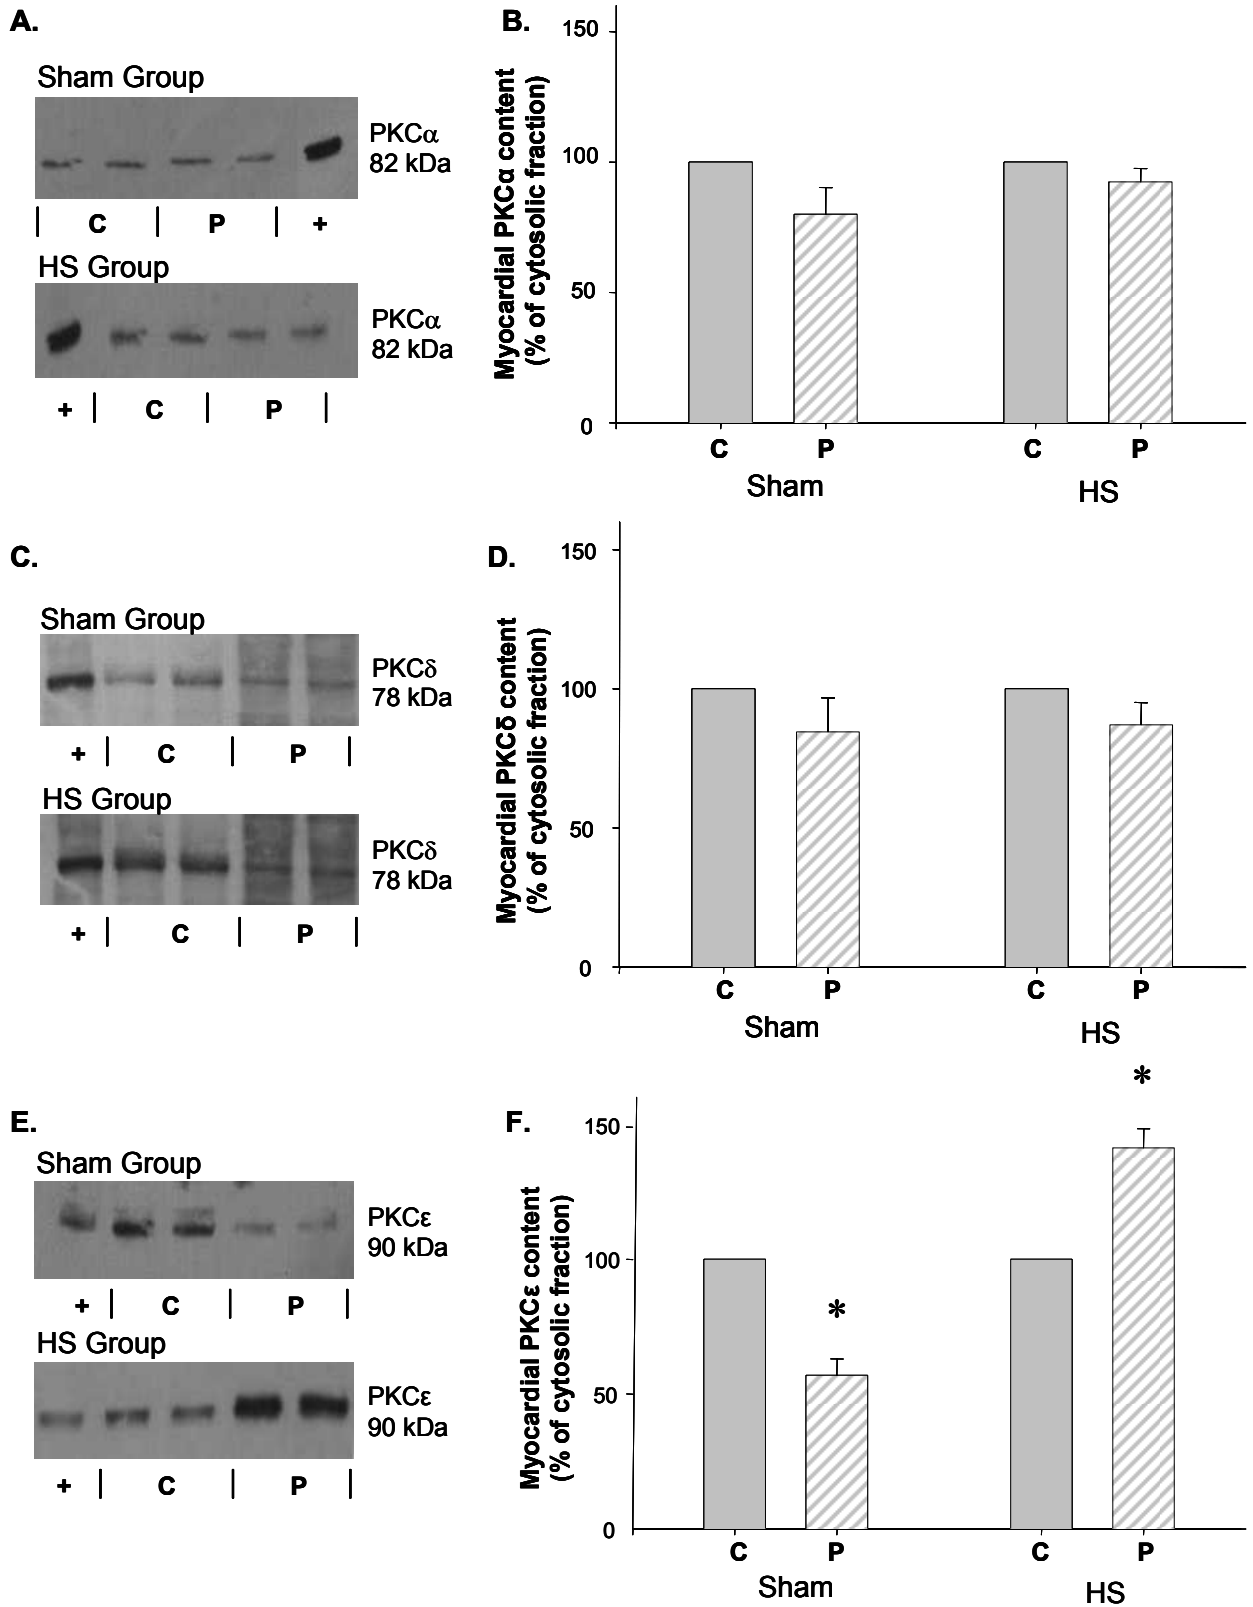 A.
Sham Group
PKCα
82 kDa
| C | P | +
HS Group
PKCα
82 kDa
+ | C | P |
B.
Myocardial PKCα content
(% of cytosolic fraction)
150
100
50
0
C P C P
Sham HS
C.
Sham Group
PKCδ
78 kDa
+ | C | P |
HS Group
PKCδ
78 kDa
+ | C | P |
D.
Myocardial PKCδ content
(% of cytosolic fraction)
150
100
50
0
C P C P
Sham HS
E.
Sham Group
PKCε
90 kDa
+ | C | P |
HS Group
PKCε
90 kDa
+ | C | P |
F.
Myocardial PKCε content
(% of cytosolic fraction)
150
100
50
0
*
*
C P C P
Sham HS